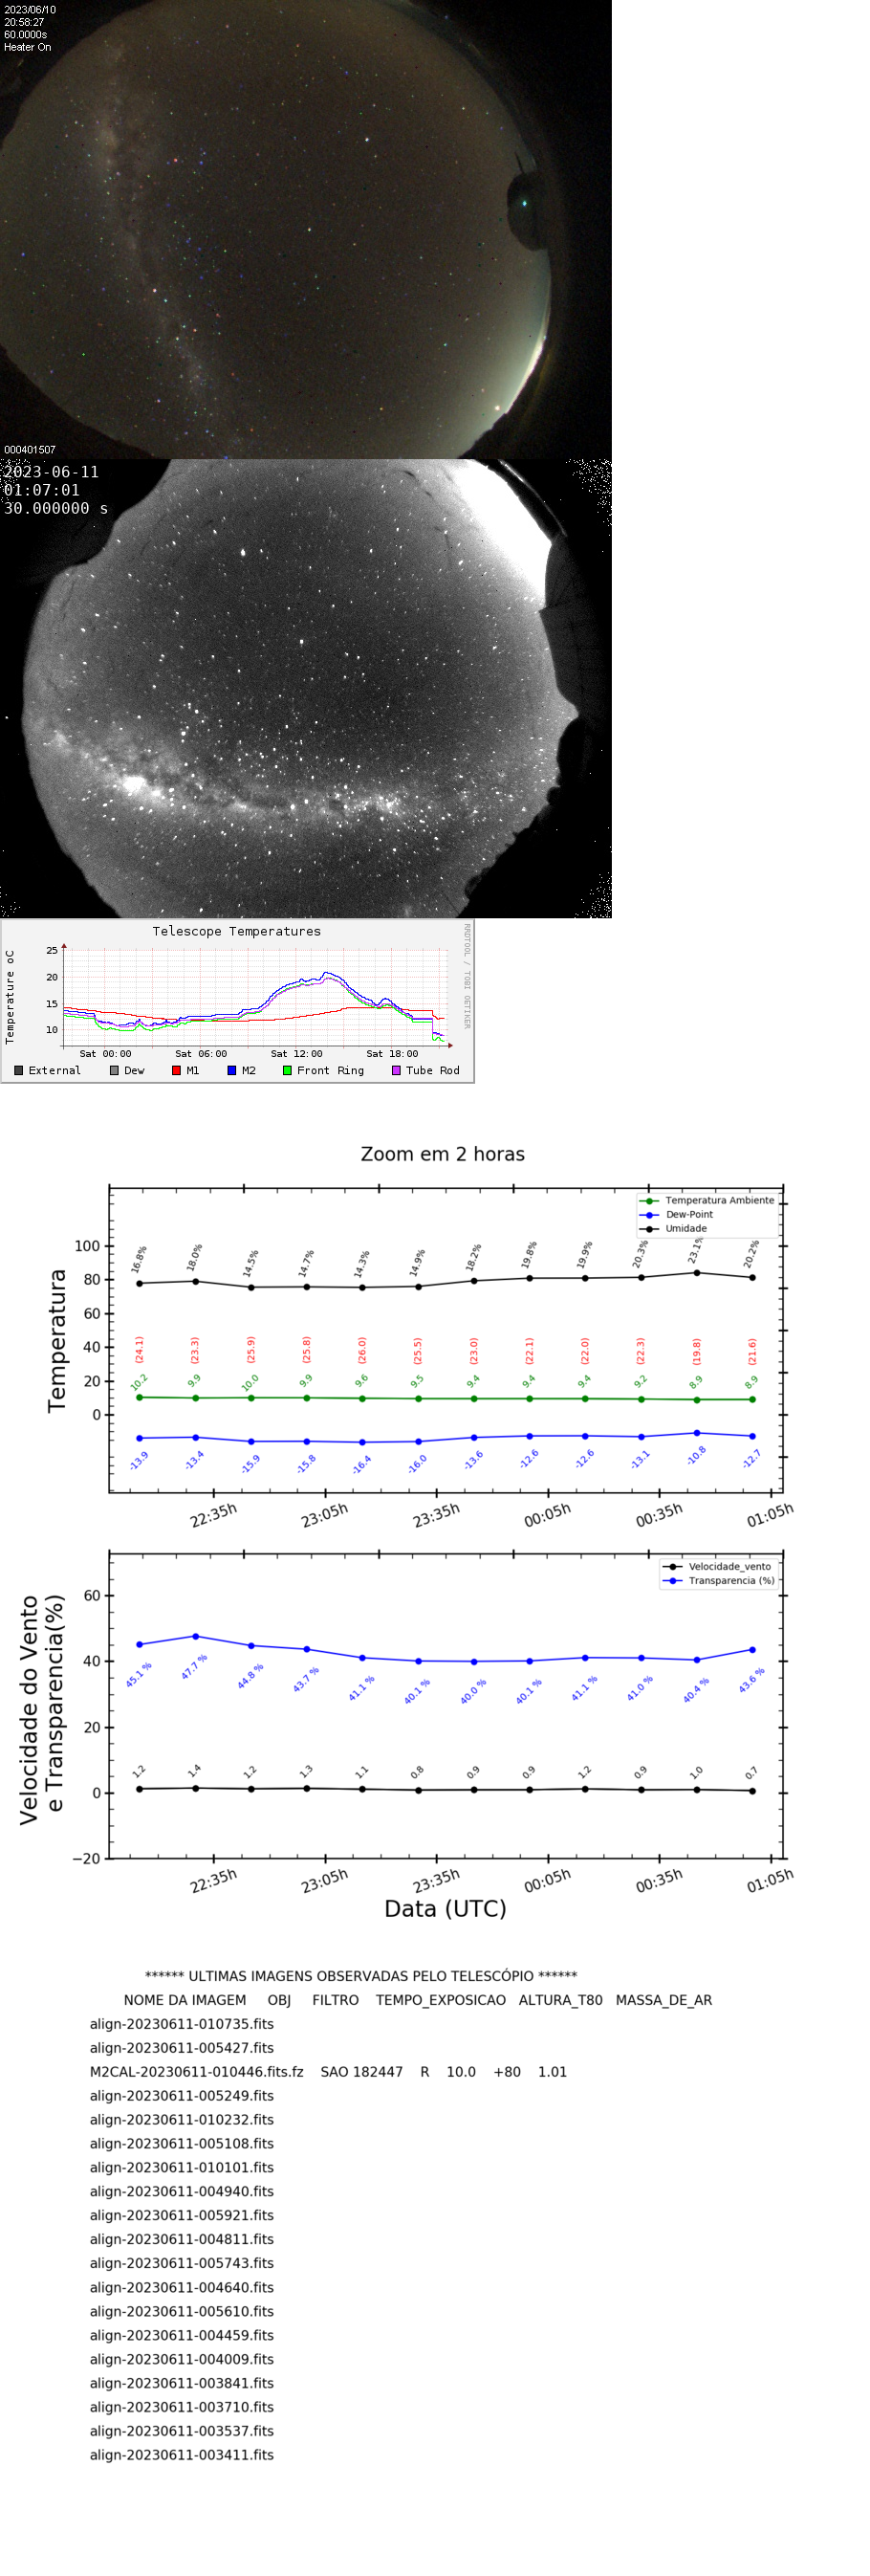 2023/06/10
20:58:27
60.0000s
Heater On
000401507
2023-06-11
01:07:01
30.000000 s
Telescope Temperatures
RRDTOOL / TOBI OETIKER
Temperature oC
25
20
15
10
Sat 00:00 Sat 06:00 Sat 12:00 Sat 18:00
External Dew M1 M2 Front Ring Tube Rod
Zoom em 2 horas
Temperatura Ambiente
Dew-Point
Umidade
Temperatura
100
80
60
40
20
0
16.8% 18.0% 14.5% 14.7% 14.3% 14.9% 18.2% 19.8% 19.9% 20.3% 23.1% 20.2%
(24.1) (23.3) (25.9) (25.8) (26.0) (25.5) (23.0) (22.1) (22.0) (22.3) (19.8) (21.6)
10.2 9.9 10.0 9.9 9.6 9.5 9.4 9.4 9.4 9.2 8.9 8.9
-13.9 -13.4 -15.9 -15.8 -16.4 -16.0 -13.6 -12.6 -12.6 -13.1 -10.8 -12.7
22:35h 23:05h 23:35h 00:05h 00:35h 01:05h
Velocidade_vento
Transparencia (%)
Velocidade do Vento
e Transparencia(%)
60
40
20
0
−20
45.1 % 47.7 % 44.8 % 43.7 % 41.1 % 40.1 % 40.0 % 40.1 % 41.1 % 41.0 % 40.4 % 43.6 %
1.2 1.4 1.2 1.3 1.1 0.8 0.9 0.9 1.2 0.9 1.0 0.7
22:35h 23:05h 23:35h 00:05h 00:35h 01:05h
Data (UTC)
****** ULTIMAS IMAGENS OBSERVADAS PELO TELESCÓPIO ******
NOME DA IMAGEM OBJ FILTRO TEMPO_EXPOSICAO ALTURA_T80 MASSA_DE_AR
align-20230611-010735.fits
align-20230611-005427.fits
M2CAL-20230611-010446.fits.fz SAO 182447 R 10.0 +80 1.01
align-20230611-005249.fits
align-20230611-010232.fits
align-20230611-005108.fits
align-20230611-010101.fits
align-20230611-004940.fits
align-20230611-005921.fits
align-20230611-004811.fits
align-20230611-005743.fits
align-20230611-004640.fits
align-20230611-005610.fits
align-20230611-004459.fits
align-20230611-004009.fits
align-20230611-003841.fits
align-20230611-003710.fits
align-20230611-003537.fits
align-20230611-003411.fits